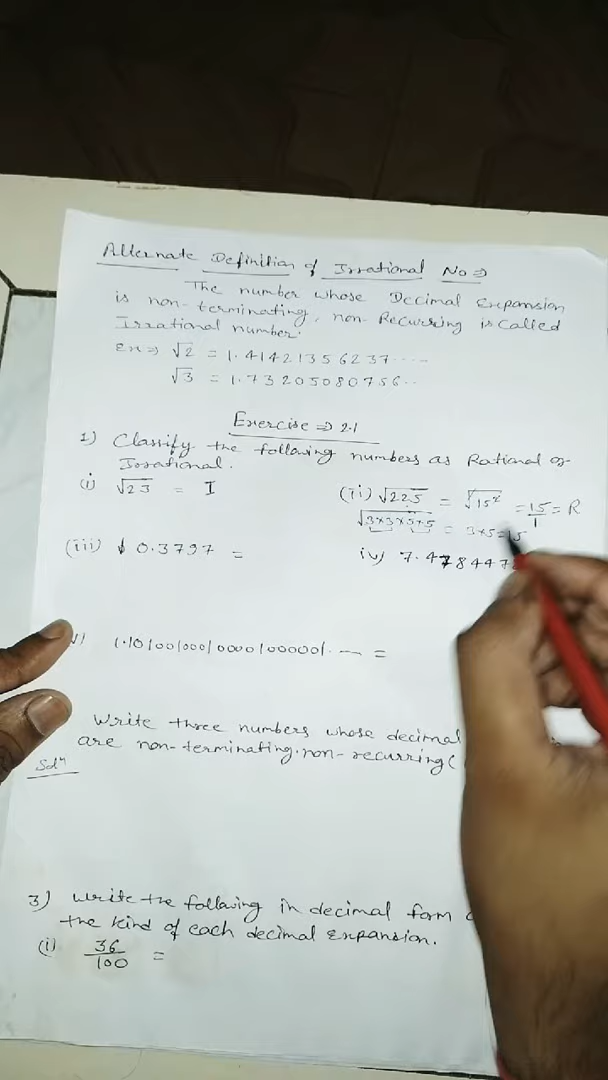 Alternate Definition of Irrational No ⇒
The number whose Decimal Expansion
is non-terminating, non-Recurring is called
Irrational number.
ex ⇒ √2 = 1.41421356237.....
√3 = 1.73205080756..
Exercise ⇒ 2.1
1) Classify the following numbers as Rational or
Irrational.
(i) √23 = I
(ii) √225 = √15² = 15/1 = R
√3×3×5×5 = 3×5=15
(iii) 0.3797 =
iv) 7.478447
1.101001000100001000001.... =
Write three numbers whose decimal
are non-terminating.non-recurring(
Solⁿ
3) Write the following in decimal form
the kind of each decimal expansion.
(i) 36/100 =